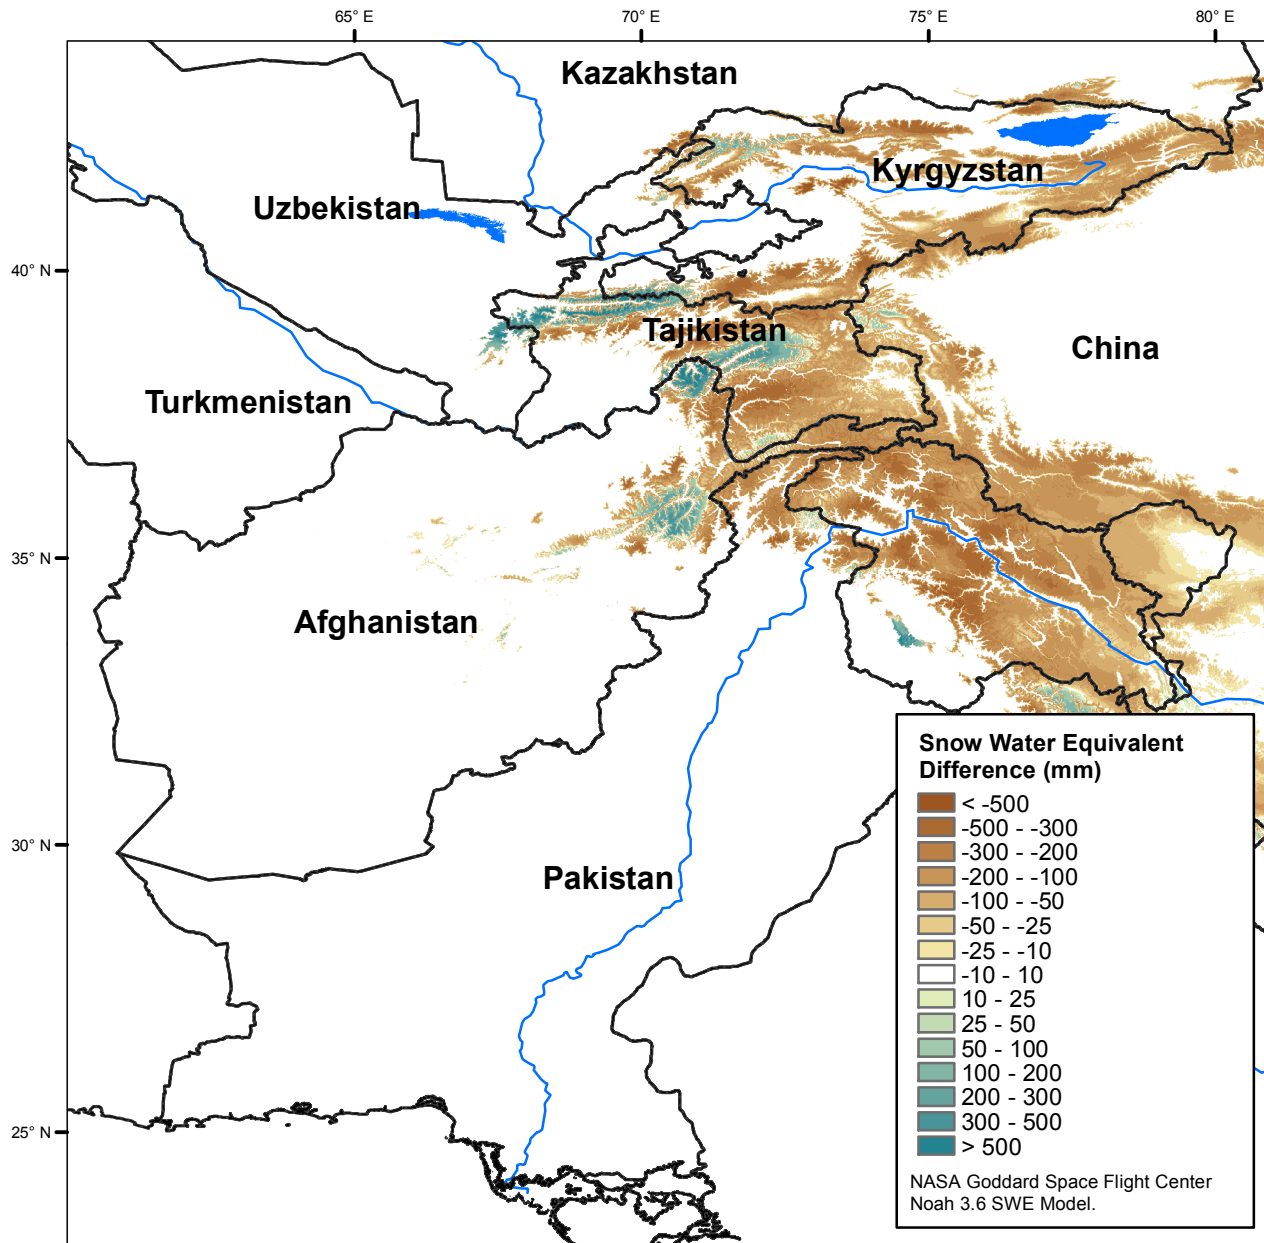 65° E 70° E 75° E 80° E
Kazakhstan
Kyrgyzstan
Uzbekistan
40° N
Tajikistan
China
Turkmenistan
35° N
Afghanistan
Snow Water Equivalent
Difference (mm)
< -500
-500 - -300
-300 - -200
-200 - -100
-100 - -50
-50 - -25
-25 - -10
-10 - 10
10 - 25
25 - 50
50 - 100
100 - 200
200 - 300
300 - 500
> 500
NASA Goddard Space Flight Center
Noah 3.6 SWE Model.
30° N
Pakistan
25° N